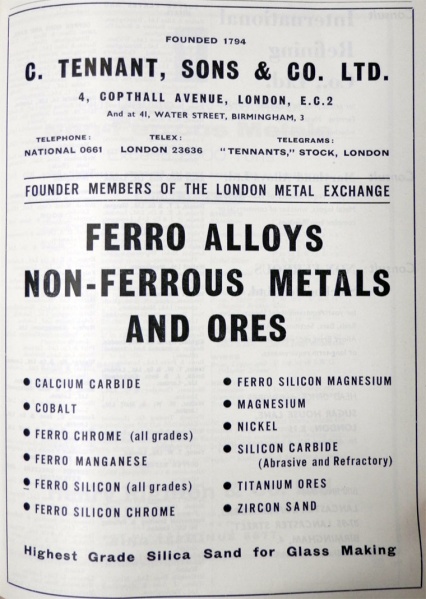 FOUNDED 1794
C. TENNANT, SONS & CO. LTD.
4, COPTHALL AVENUE, LONDON, E.C.2
And at 41, WATER STREET, BIRMINGHAM, 3
TELEPHONE: TELEX: TELEGRAMS:
NATIONAL 0661 LONDON 23636 "TENNANTS," STOCK, LONDON
FOUNDER MEMBERS OF THE LONDON METAL EXCHANGE
FERRO ALLOYS
NON-FERROUS METALS
AND ORES
• CALCIUM CARBIDE
• COBALT
• FERRO CHROME (all grades)
• FERRO MANGANESE
• FERRO SILICON (all grades)
• FERRO SILICON CHROME
• FERRO SILICON MAGNESIUM
• MAGNESIUM
• NICKEL
• SILICON CARBIDE
(Abrasive and Refractory)
• TITANIUM ORES
• ZIRCON SAND
Highest Grade Silica Sand for Glass Making